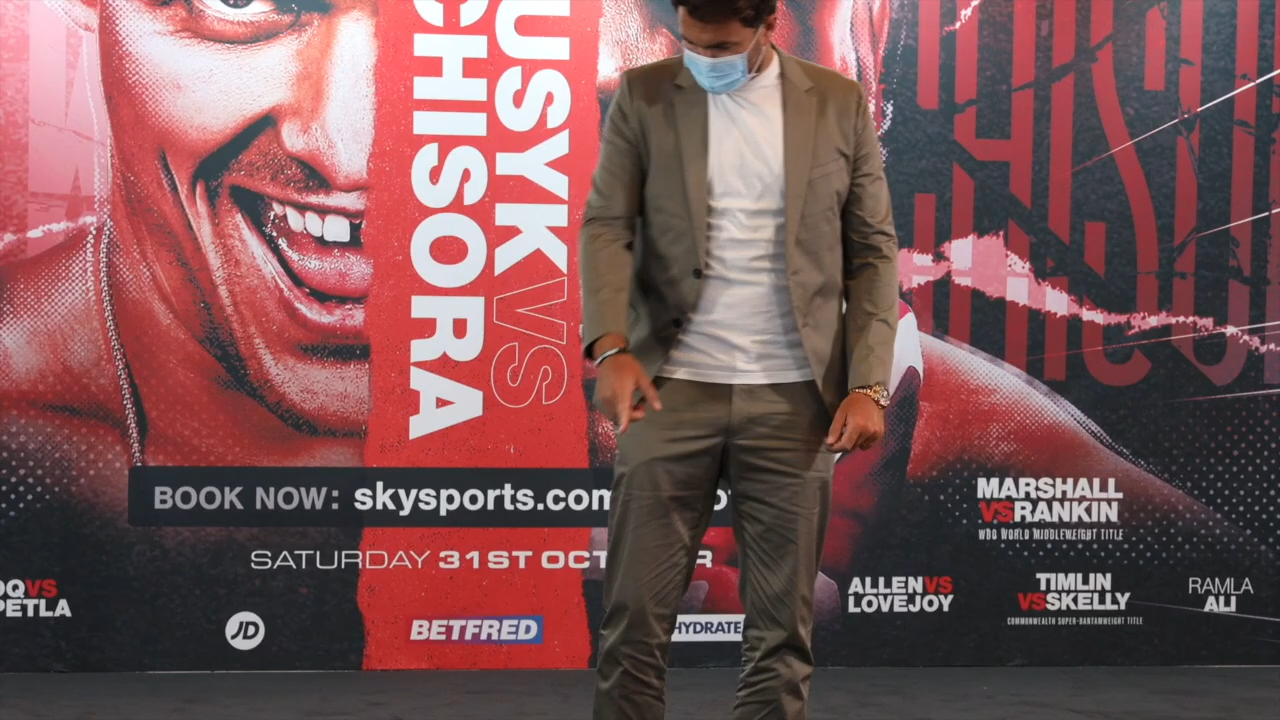 USYK VS
CHISORA
BOOK NOW: skysports.com
SATURDAY 31ST OCT R
VS
PETLA
JD
BETFRED
HYDRATE
MARSHALL
VS RANKIN
WBO WORLD MIDDLEWEIGHT TITLE
ALLEN VS
LOVEJOY
TIMLIN
VS SKELLY
COMMONWEALTH SUPER-BANTAMWEIGHT TITLE
RAMLA
ALI